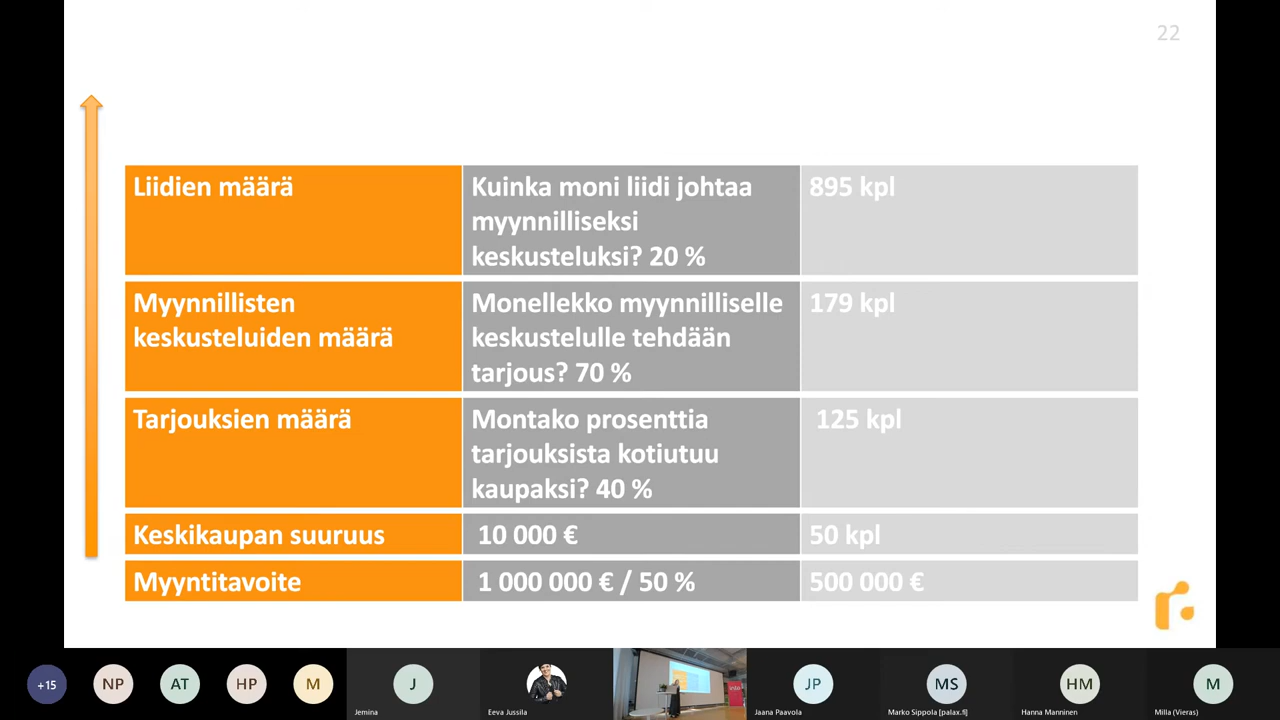 22
Liidien määrä
Kuinka moni liidi johtaa
myynnilliseksi
keskusteluksi? 20 %
895 kpl
Myynnillisten
keskusteluiden määrä
Monellekko myynnilliselle
keskustelulle tehdään
tarjous? 70 %
179 kpl
Tarjouksien määrä
Montako prosenttia
tarjouksista kotiutuu
kaupaksi? 40 %
125 kpl
Keskikaupan suuruus
10 000 €
50 kpl
Myyntitavoite
1 000 000 € / 50 %
500 000 €
+15
NP
AT
HP
M
J
Jemina
Eeva Jussila
JP
Jaana Paavola
MS
Marko Sippola [palax.fi]
HM
Hanna Manninen
M
Milla (Vieras)